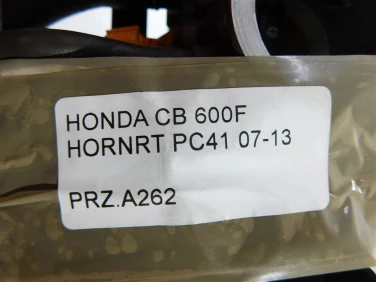 HONDA CB 600F
HORNRT PC41 07-13
PRZ.A262